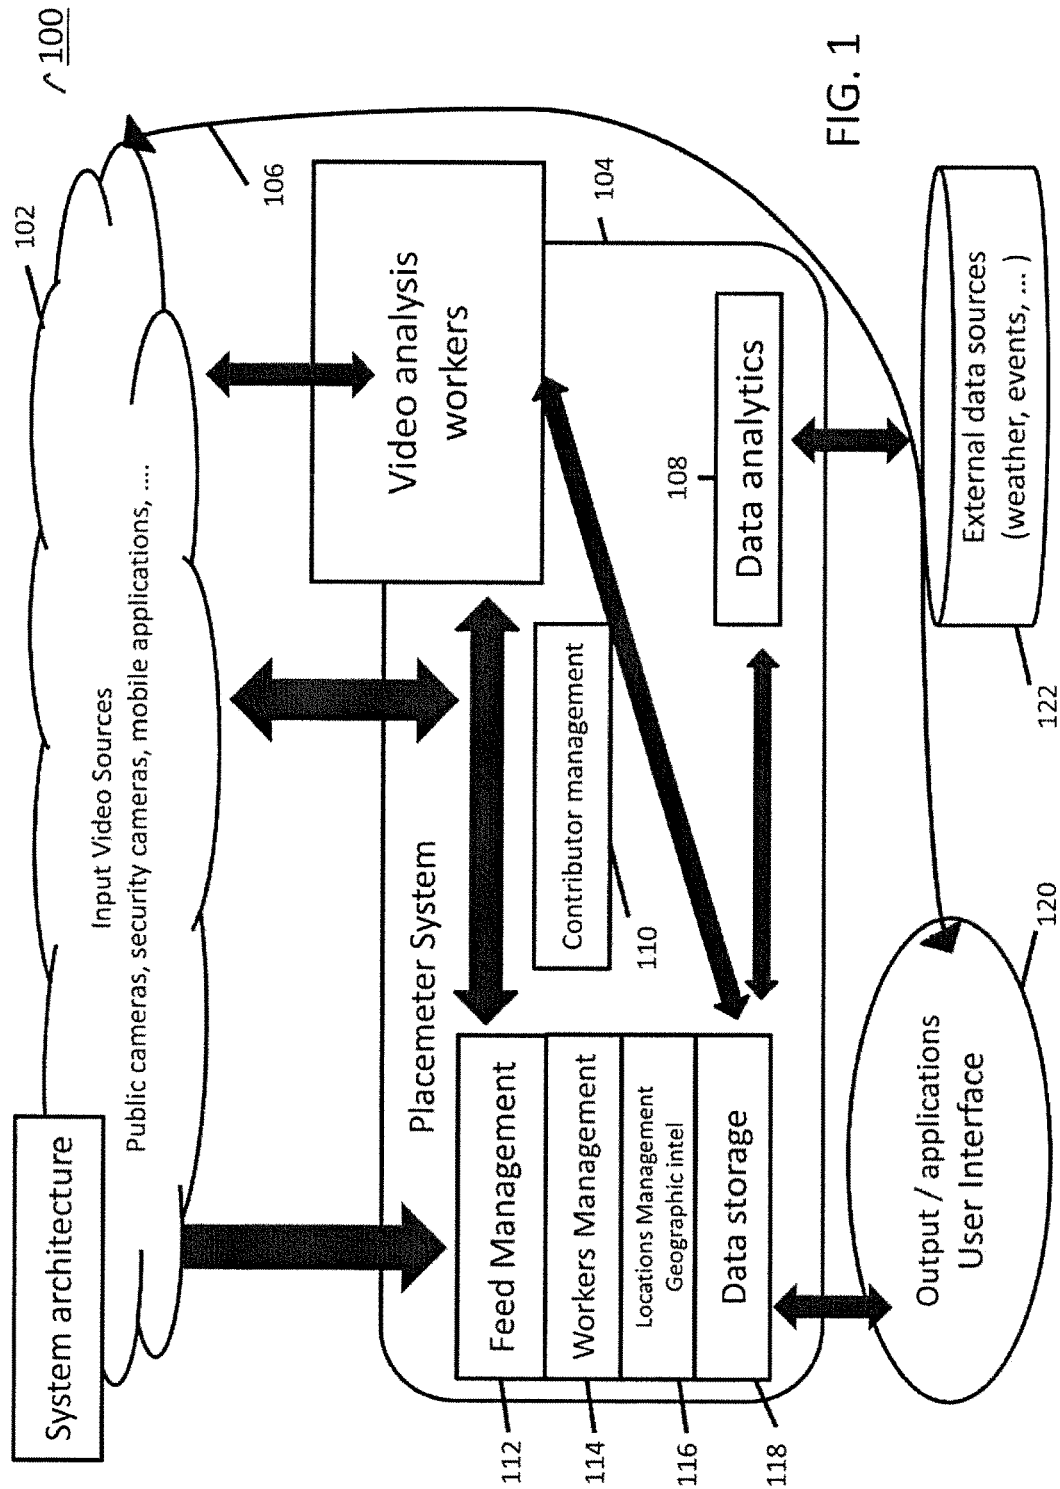 System architecture
100
102
Input Video Sources
Public cameras, security cameras, mobile applications, ....
106
Placemeter System
Video analysis
workers
104
112
Feed Management
114
Workers Management
116
Locations Management
Geographic intel
118
Data storage
Contributor management
110
108
Data analytics
Output / applications
User Interface
120
External data sources
(weather, events, ... )
122
FIG. 1